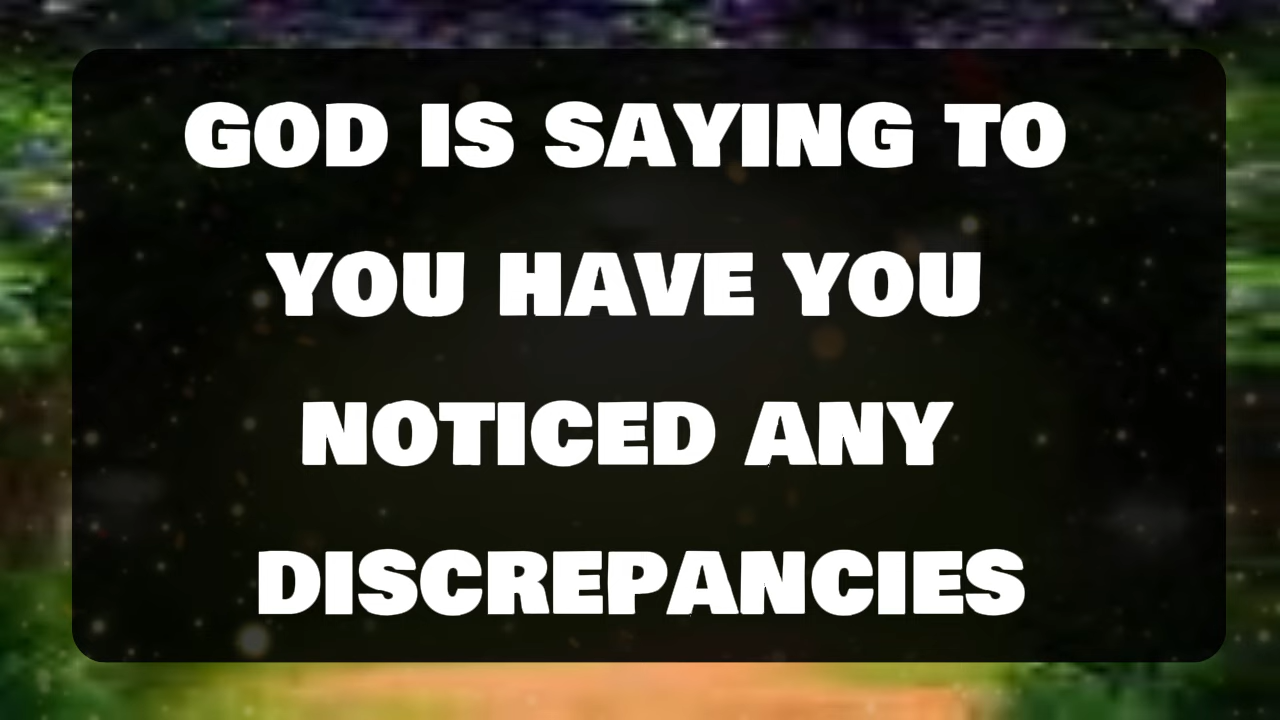 GOD IS SAYING TO
YOU HAVE YOU
NOTICED ANY
DISCREPANCIES